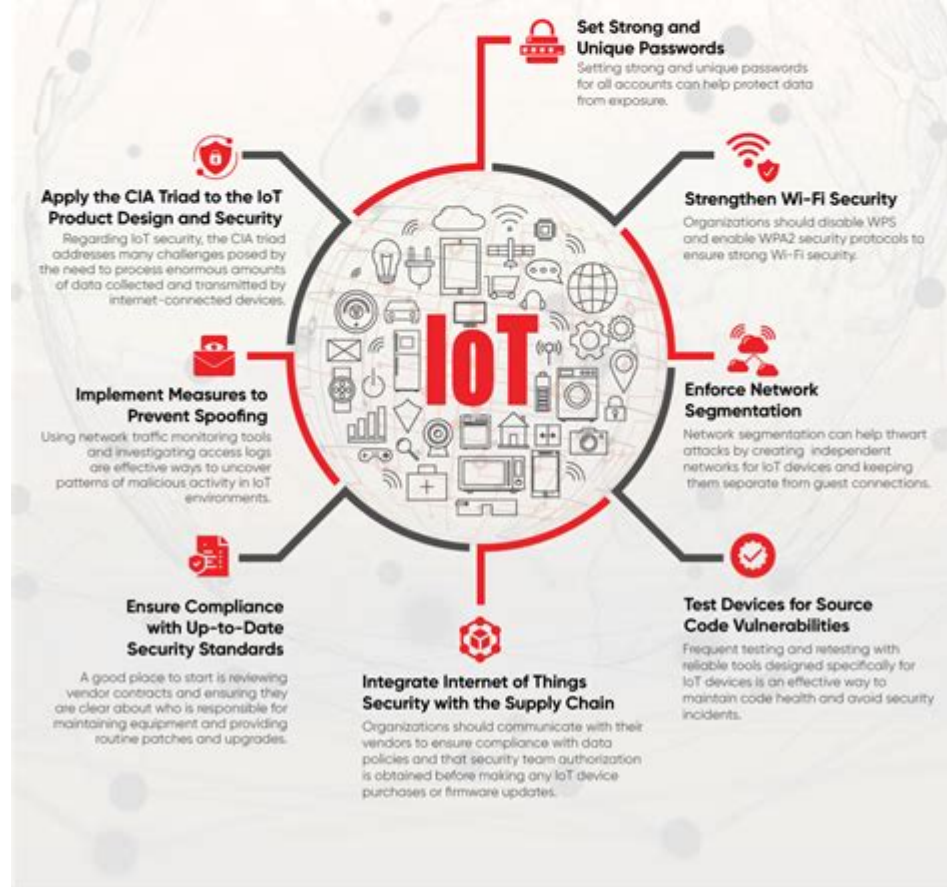 Set Strong and
Unique Passwords
Setting strong and unique passwords
for all accounts can help protect data
from exposure.
Strengthen Wi-Fi Security
Organizations should disable WPS
and enable WPA2 security protocols to
ensure strong Wi-Fi security.
Enforce Network
Segmentation
Network segmentation can help thwart
attacks by creating independent
networks for IoT devices and keeping
them separate from guest connections.
Test Devices for Source
Code Vulnerabilities
Frequent testing and retesting with
reliable tools designed specifically for
IoT devices is an effective way to
maintain code health and avoid security
incidents.
Integrate Internet of Things
Security with the Supply Chain
Organizations should communicate with their
vendors to ensure compliance with data
policies and that security team authorization
is obtained before making any IoT device
purchases or firmware updates.
Ensure Compliance
with Up-to-Date
Security Standards
A good place to start is reviewing
vendor contracts and ensuring they
are clear about who is responsible for
maintaining equipment and providing
routine patches and upgrades.
Implement Measures to
Prevent Spoofing
Using network traffic monitoring tools
and investigating access logs
are effective ways to uncover
patterns of malicious activity in IoT
environments.
Apply the CIA Triad to the IoT
Product Design and Security
Regarding IoT security, the CIA triad
addresses many challenges posed by
the need to process enormous amounts
of data collected and transmitted by
internet-connected devices.
IoT